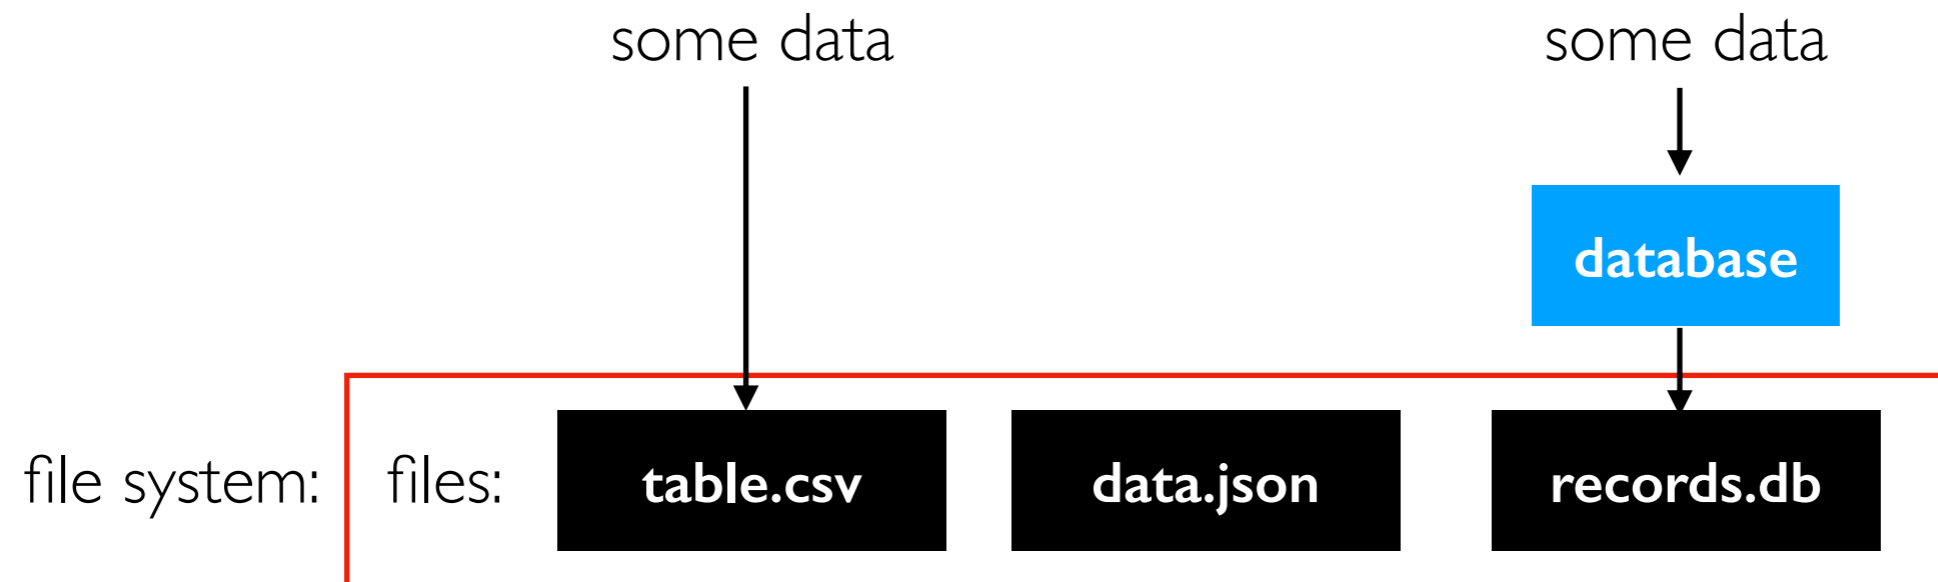 some data
some data
database
file system:
files:
table.csv
data.json
records.db